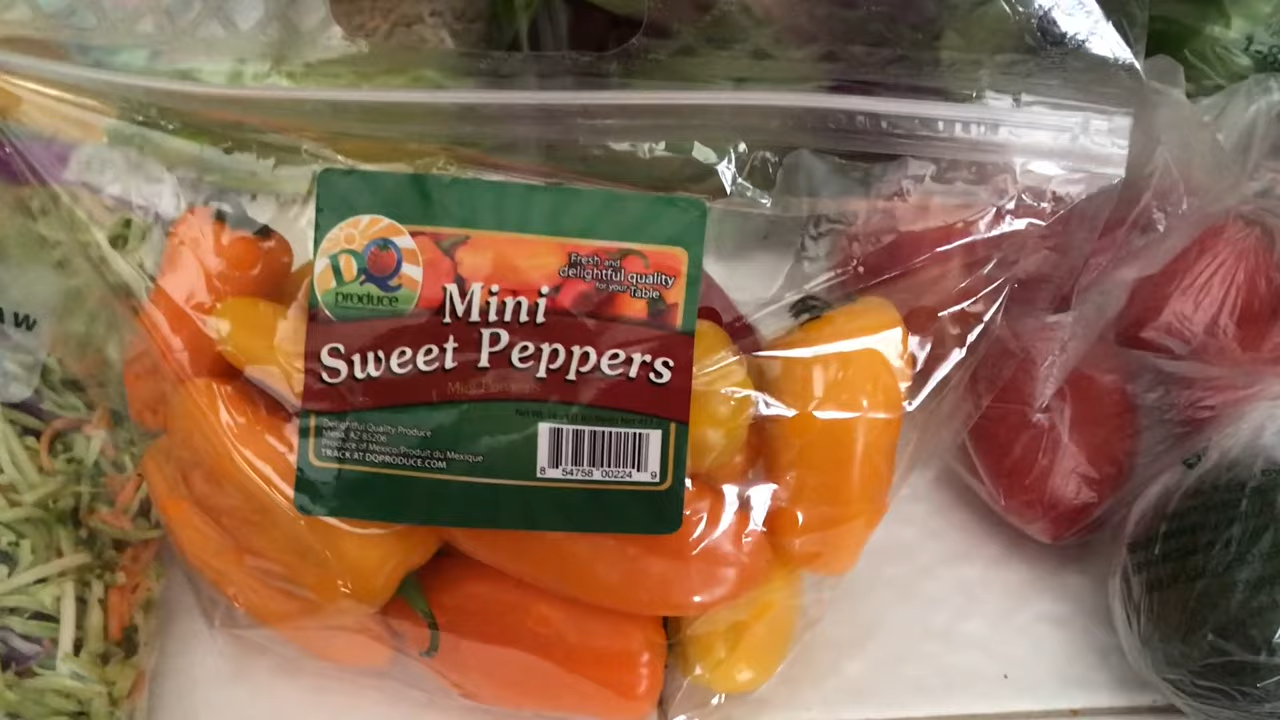 DQ
produce
Fresh and
delightful quality
for your Table
Mini
Sweet Peppers
Delightful Quality Produce
Mesa, AZ 85206
Produce of Mexico/Produit du Mexique
TRACK AT DQPRODUCE.COM
8 54758 00224 9